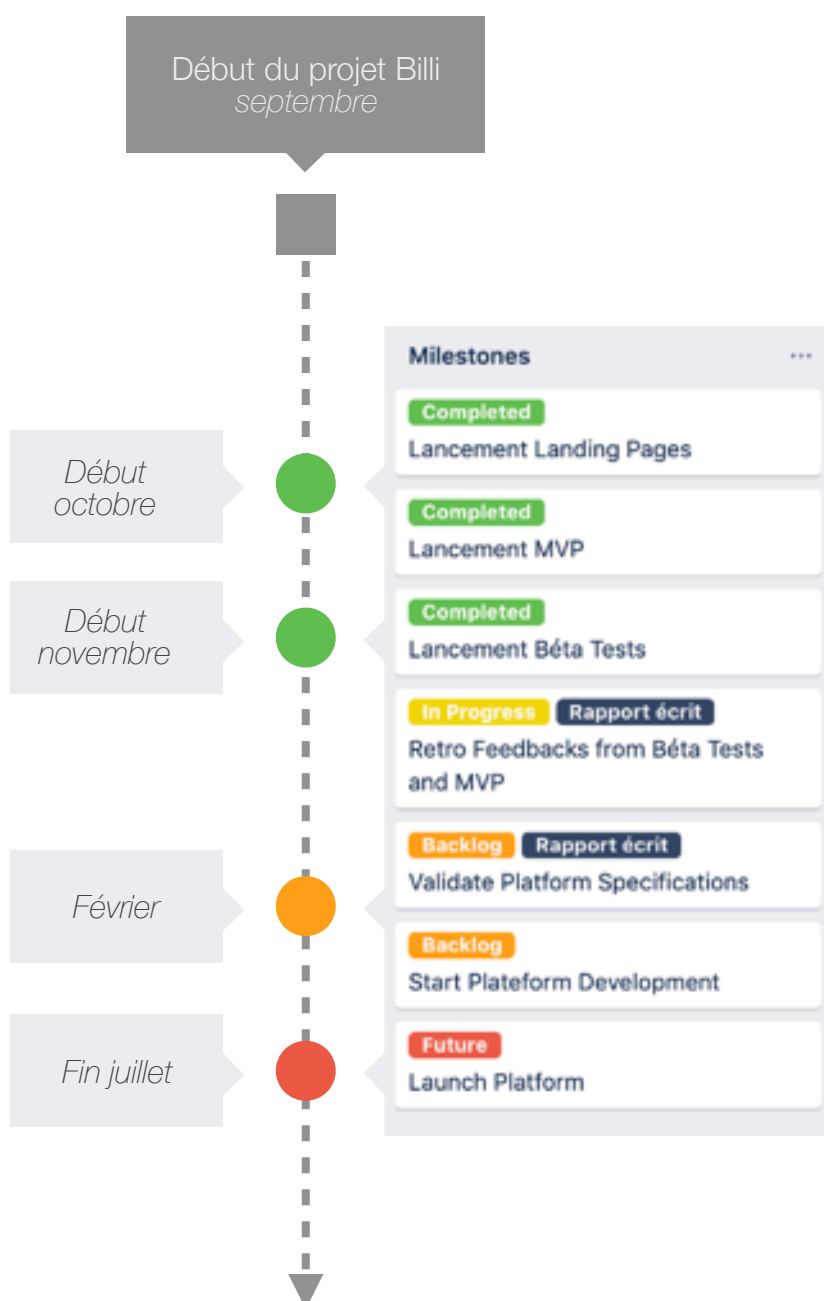 Début du projet Billi
septembre
Début
octobre
Début
novembre
Février
Fin juillet
Milestones
Completed
Lancement Landing Pages
Completed
Lancement MVP
Completed
Lancement Béta Tests
In Progress Rapport écrit
Retro Feedbacks from Béta Tests
and MVP
Backlog Rapport écrit
Validate Platform Specifications
Backlog
Start Plateform Development
Future
Launch Platform